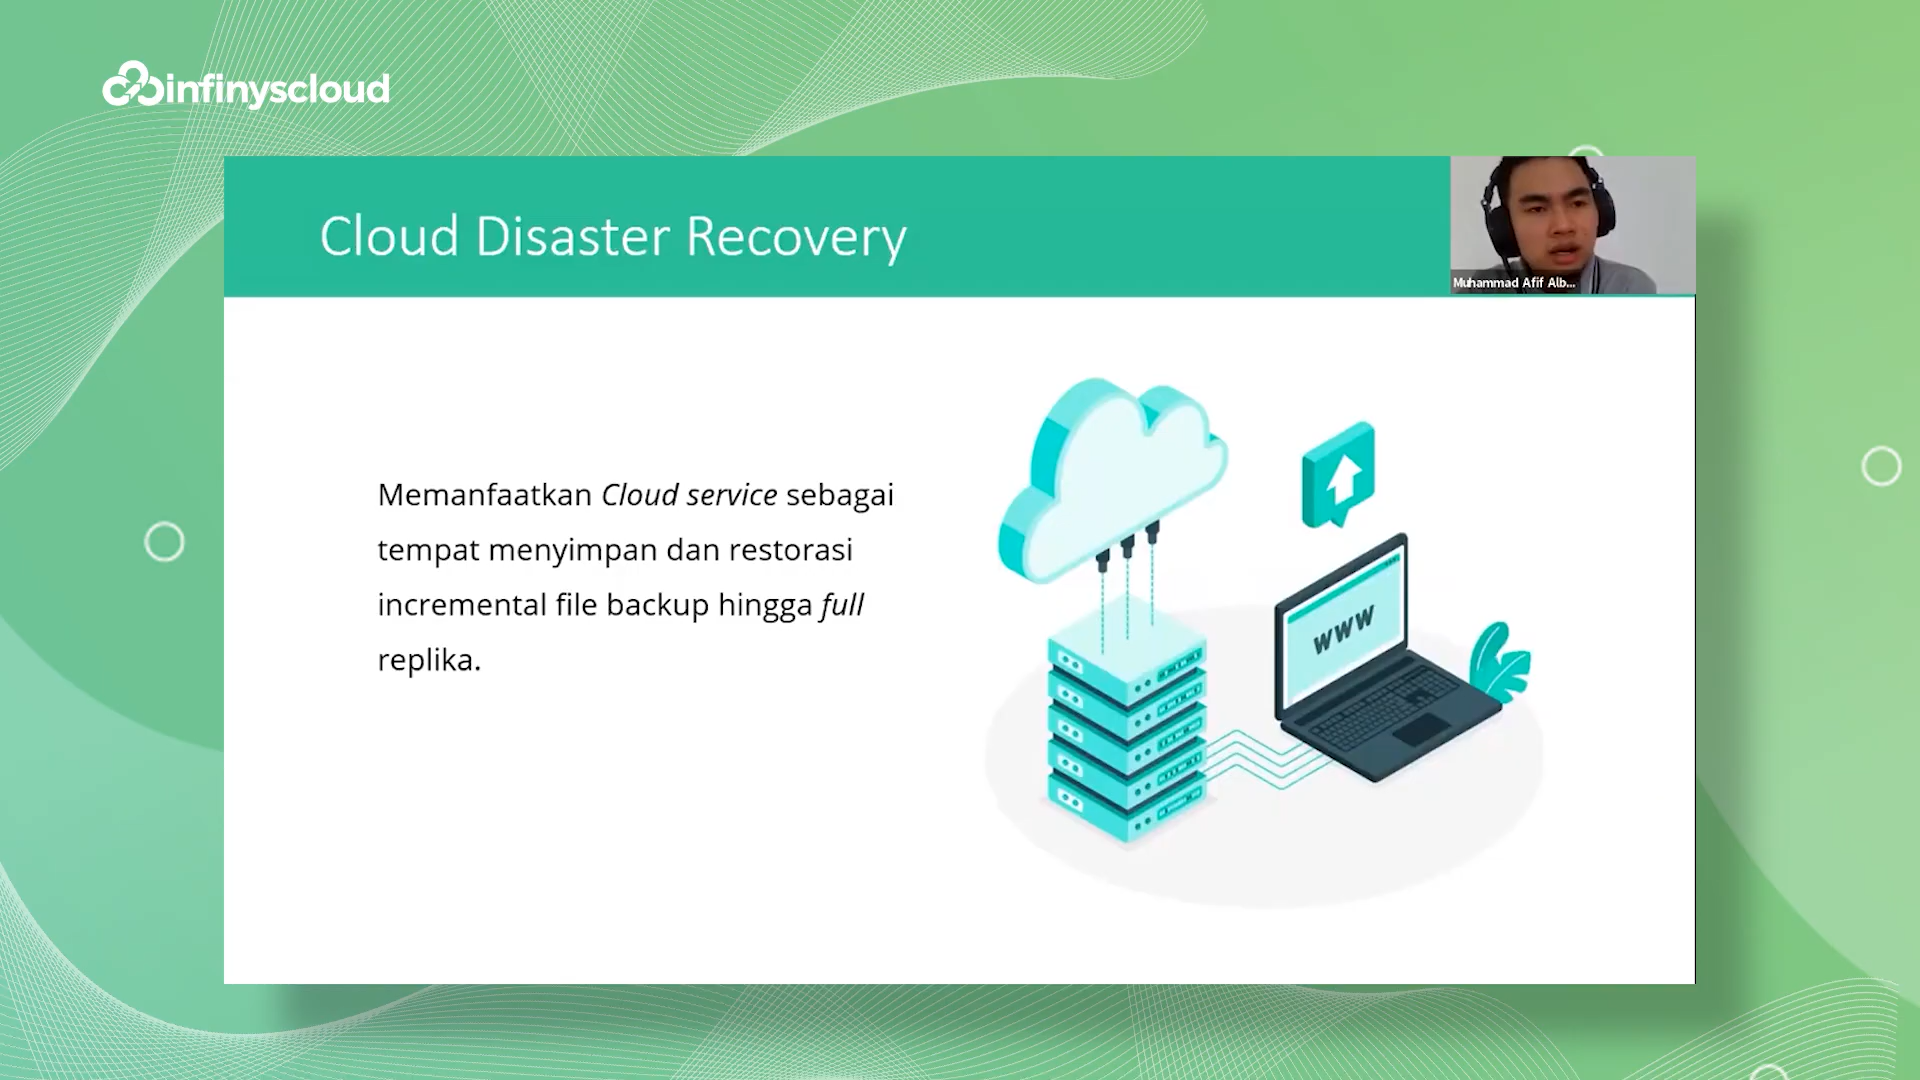 infinyscloud
Cloud Disaster Recovery
Muhammad Afif Alb...
Memanfaatkan Cloud service sebagai
tempat menyimpan dan restorasi
incremental file backup hingga full
replika.
www